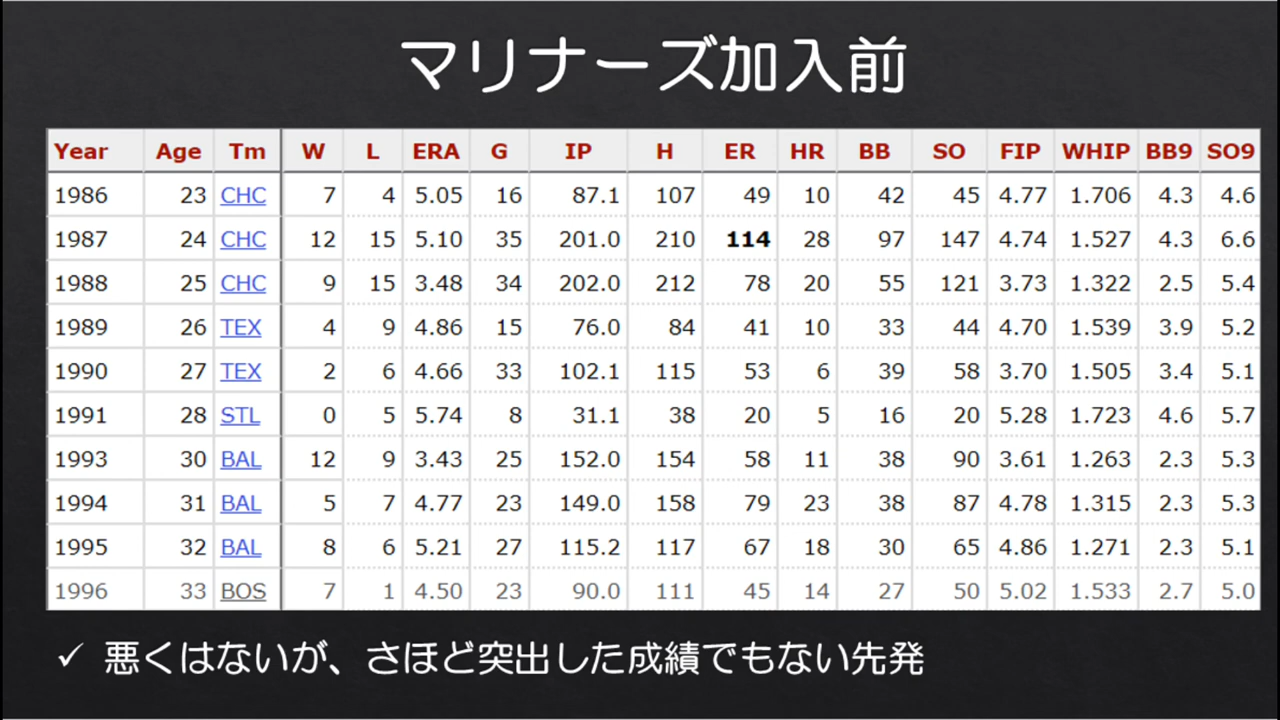 マリナーズ加入前
Year Age Tm W L ERA G IP H ER HR BB SO FIP WHIP BB9 SO9
1986 23 CHC 7 4 5.05 16 87.1 107 49 10 42 45 4.77 1.706 4.3 4.6
1987 24 CHC 12 15 5.10 35 201.0 210 114 28 97 147 4.74 1.527 4.3 6.6
1988 25 CHC 9 15 3.48 34 202.0 212 78 20 55 121 3.73 1.322 2.5 5.4
1989 26 TEX 4 9 4.86 15 76.0 84 41 10 33 44 4.70 1.539 3.9 5.2
1990 27 TEX 2 6 4.66 33 102.1 115 53 6 39 58 3.70 1.505 3.4 5.1
1991 28 STL 0 5 5.74 8 31.1 38 20 5 16 20 5.28 1.723 4.6 5.7
1993 30 BAL 12 9 3.43 25 152.0 154 58 11 38 90 3.61 1.263 2.3 5.3
1994 31 BAL 5 7 4.77 23 149.0 158 79 23 38 87 4.78 1.315 2.3 5.3
1995 32 BAL 8 6 5.21 27 115.2 117 67 18 30 65 4.86 1.271 2.3 5.1
1996 33 BOS 7 1 4.50 23 90.0 111 45 14 27 50 5.02 1.533 2.7 5.0
✓ 悪くはないが、さほど突出した成績でもない先発